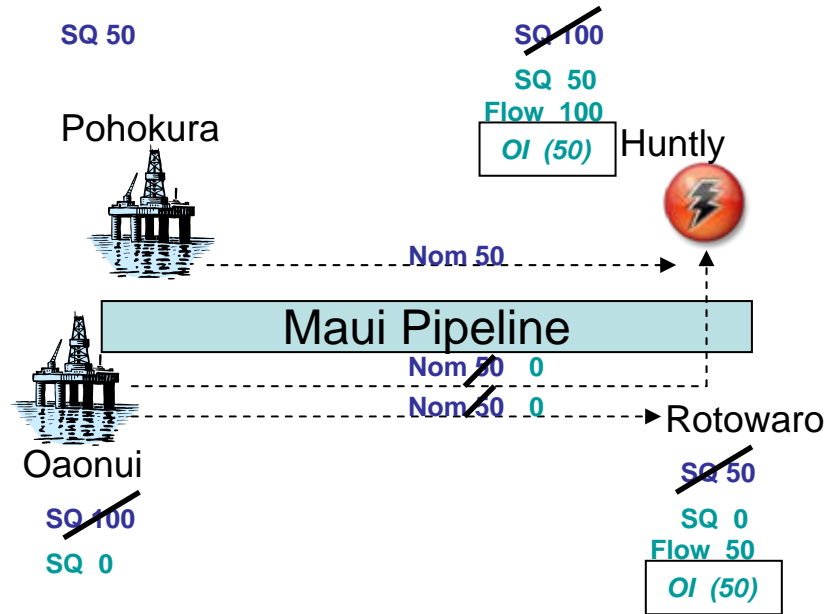 SQ 50
SQ 100
SQ 50
Flow 100
OI (50)
Pohokura
Huntly
Nom 50
Maui Pipeline
Nom 50 0
Nom 50 0
Rotowaro
Oaonui
SQ 50
SQ 100
SQ 0
SQ 0
Flow 50
OI (50)